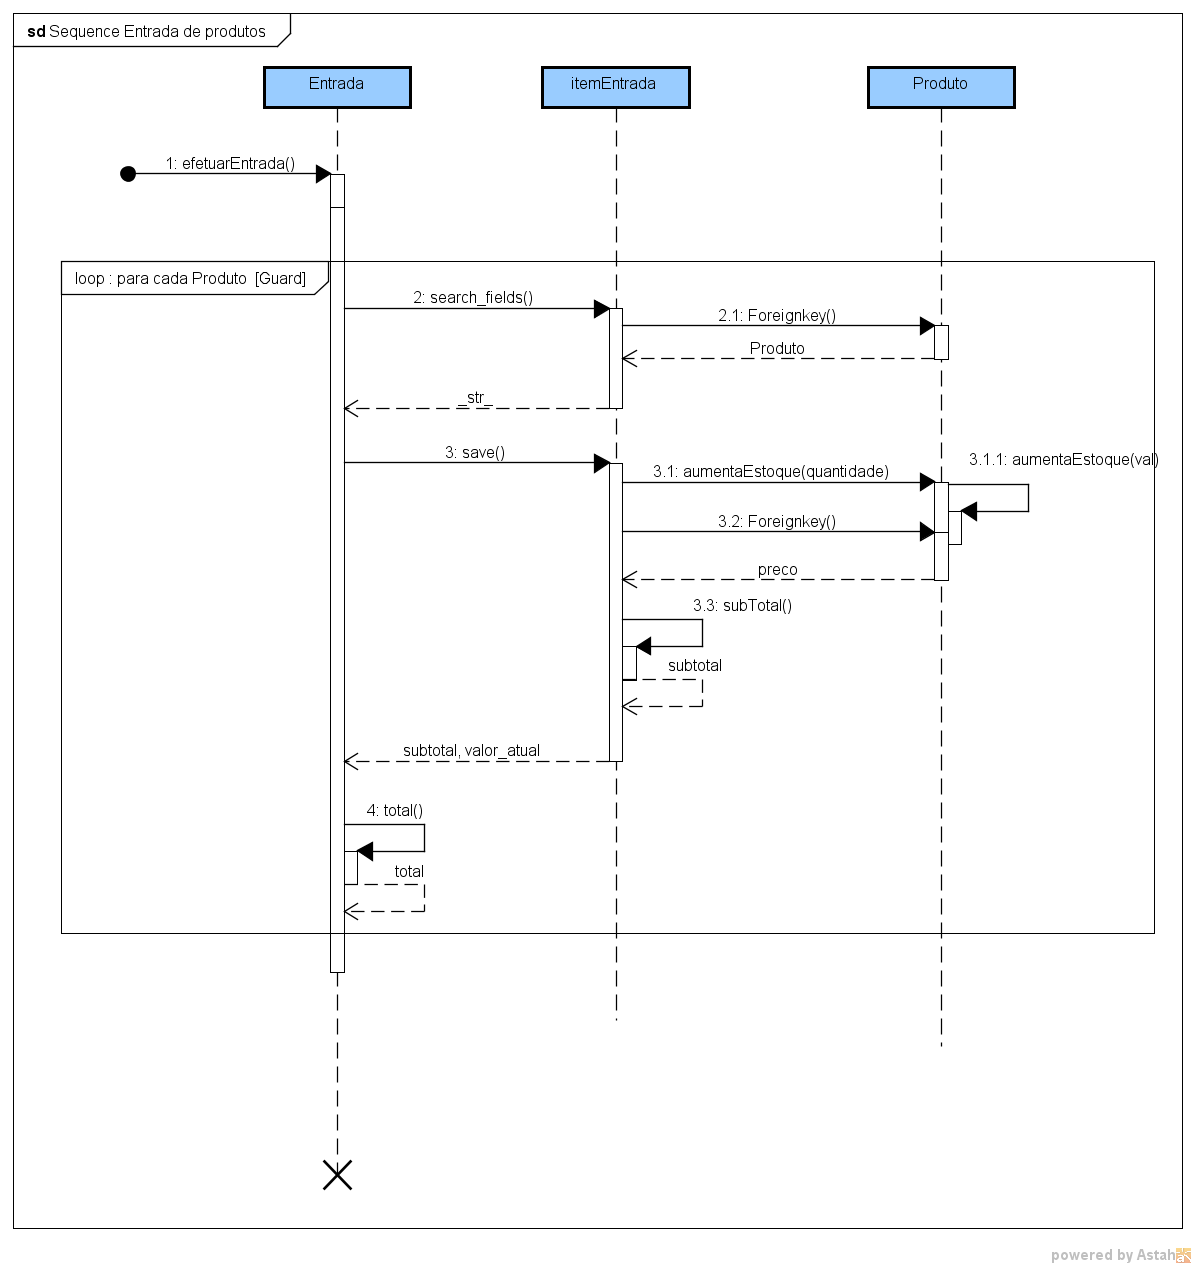 sd Sequence Entrada de produtos
Entrada
itemEntrada
Produto
1: efetuarEntrada()
loop : para cada Produto [Guard]
2: search_fields()
2.1: Foreignkey()
Produto
_str_
3: save()
3.1: aumentaEstoque(quantidade)
3.1.1: aumentaEstoque(val)
3.2: Foreignkey()
preco
3.3: subTotal()
subtotal
subtotal, valor_atual
4: total()
total
powered by Astah